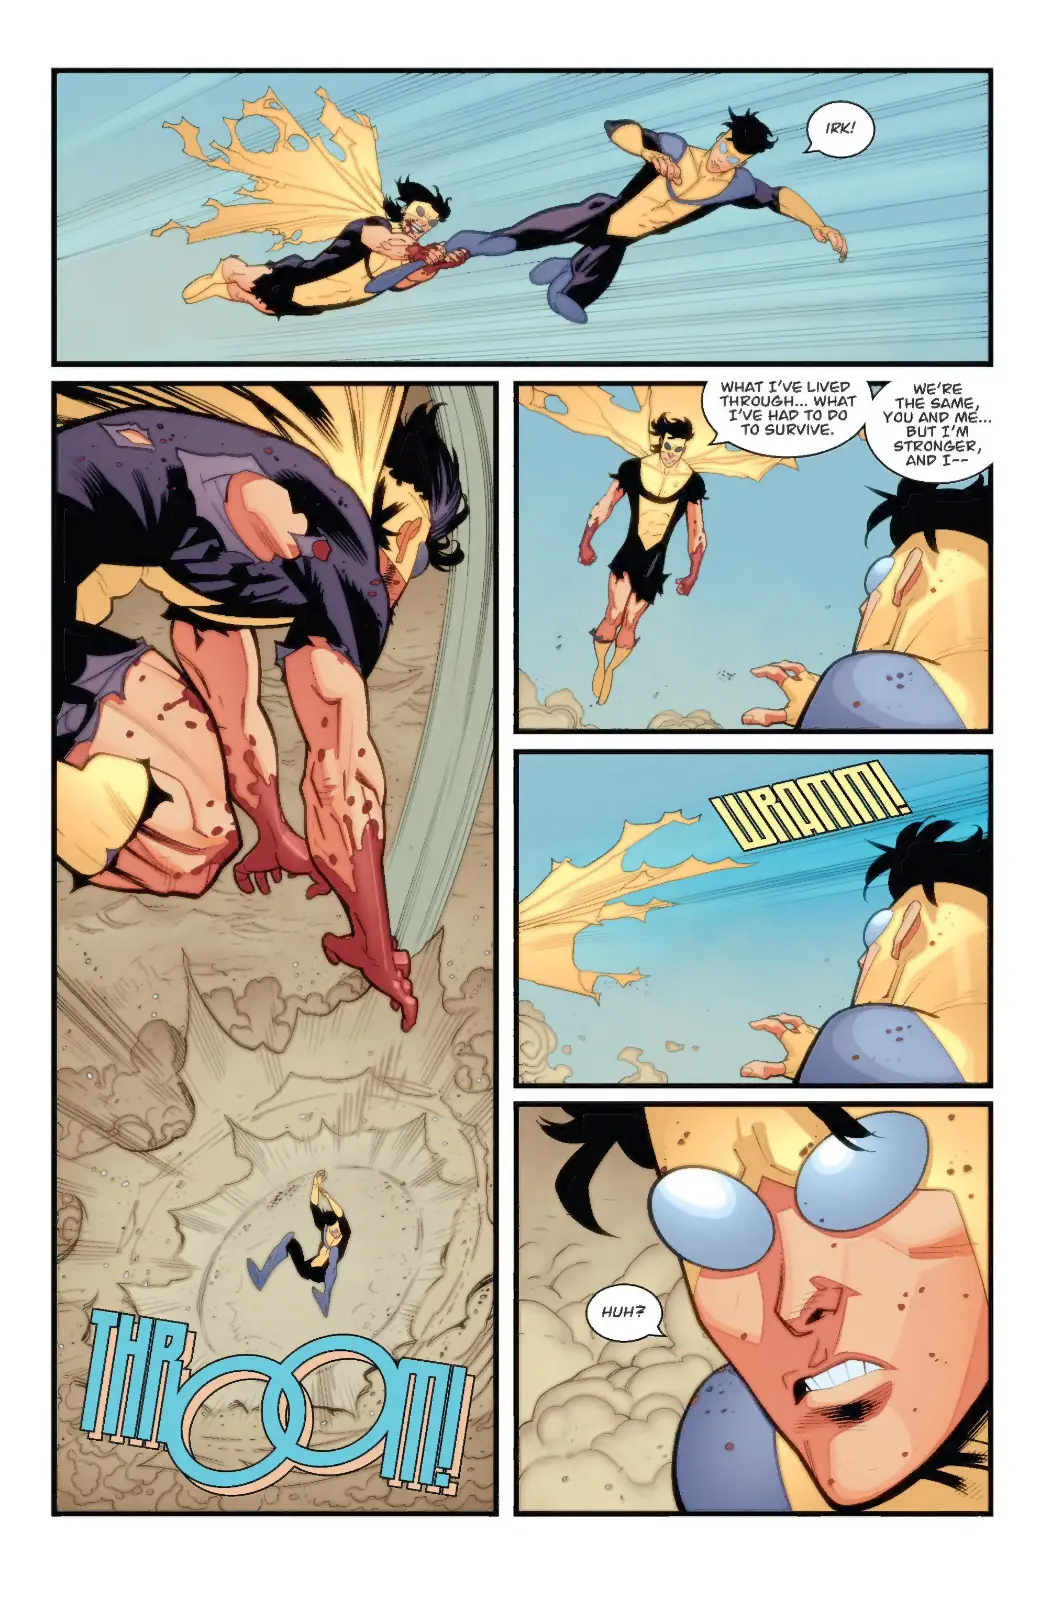 IRK!
THROOM!
WHAT I'VE LIVED
THROUGH... WHAT
I'VE HAD TO DO
TO SURVIVE.
WE'RE
THE SAME,
YOU AND ME...
BUT I'M
STRONGER,
AND I--
WRAMM!
HUH?